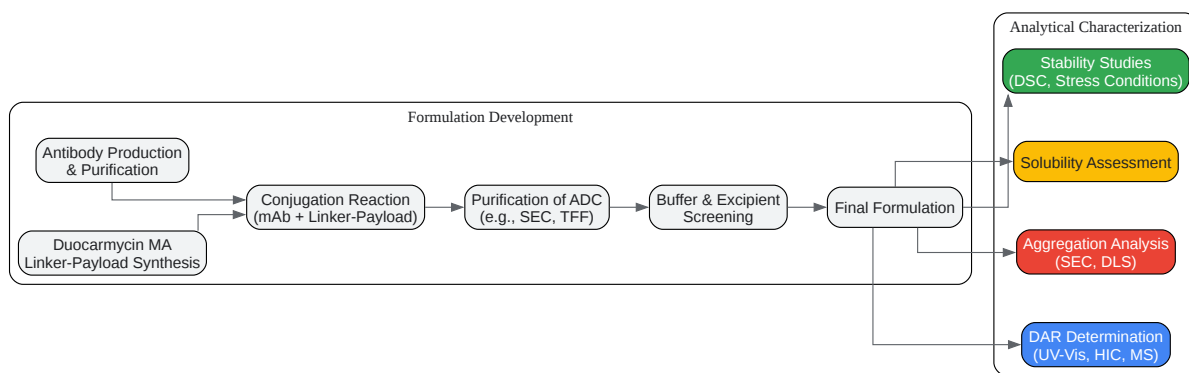 Analytical Characterization
Stability Studies
(DSC, Stress Conditions)
Formulation Development
Antibody Production
& Purification
Solubility Assessment
Conjugation Reaction
(mAb + Linker-Payload)
Purification of ADC
(e.g., SEC, TFF)
Buffer & Excipient
Screening
Final Formulation
Duocarmycin MA
Linker-Payload Synthesis
Aggregation Analysis
(SEC, DLS)
DAR Determination
(UV-Vis, HIC, MS)